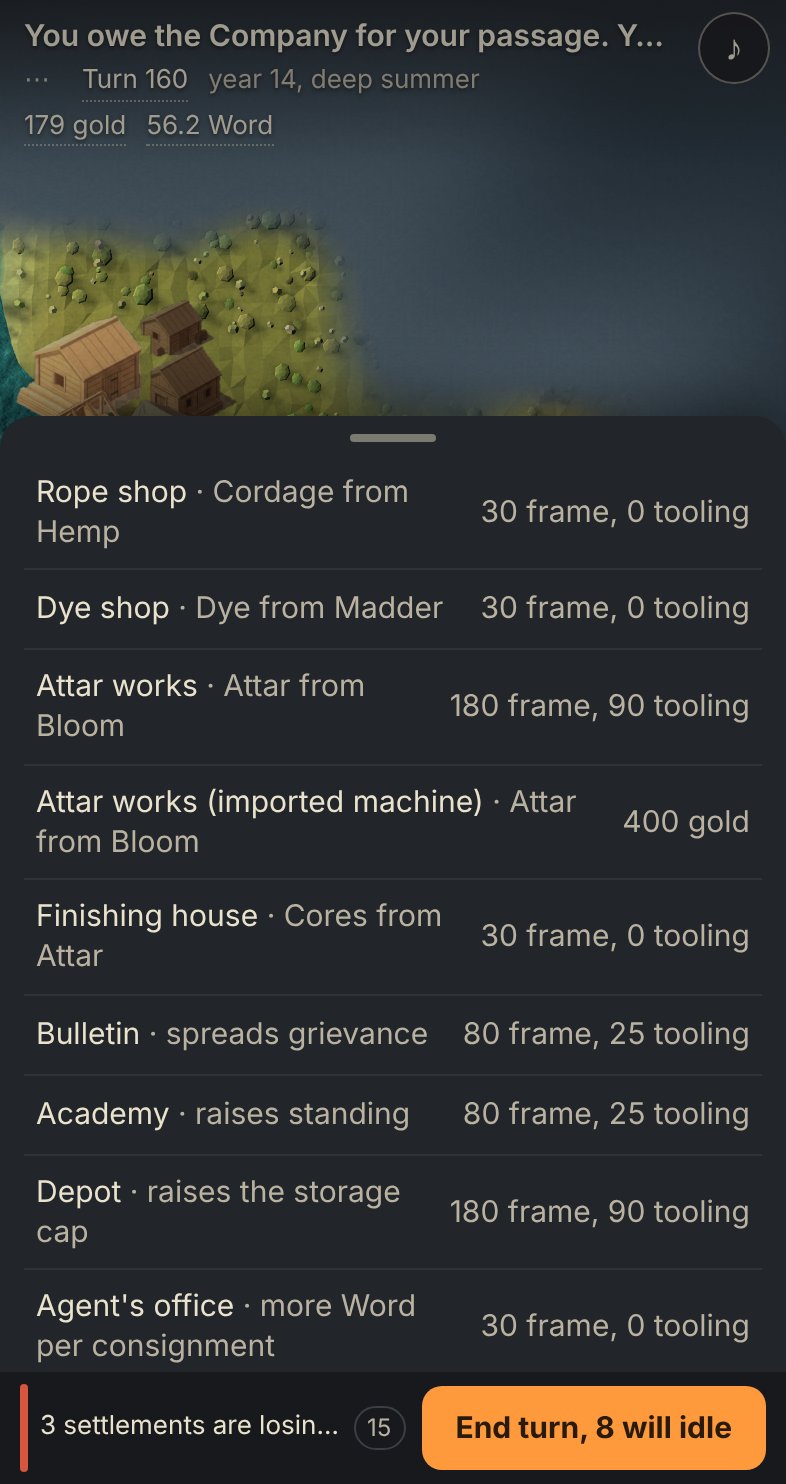 You owe the Company for your passage. Y...
... Turn 160 year 14, deep summer
179 gold 56.2 Word
Rope shop · Cordage from
Hemp
30 frame, 0 tooling
Dye shop · Dye from Madder 30 frame, 0 tooling
Attar works · Attar from
Bloom
180 frame, 90 tooling
Attar works (imported machine) · Attar
from Bloom
400 gold
Finishing house · Cores from
Attar
30 frame, 0 tooling
Bulletin · spreads grievance 80 frame, 25 tooling
Academy · raises standing 80 frame, 25 tooling
Depot · raises the storage
cap
180 frame, 90 tooling
Agent's office · more Word
per consignment
30 frame, 0 tooling
3 settlements are losin... 15 End turn, 8 will idle